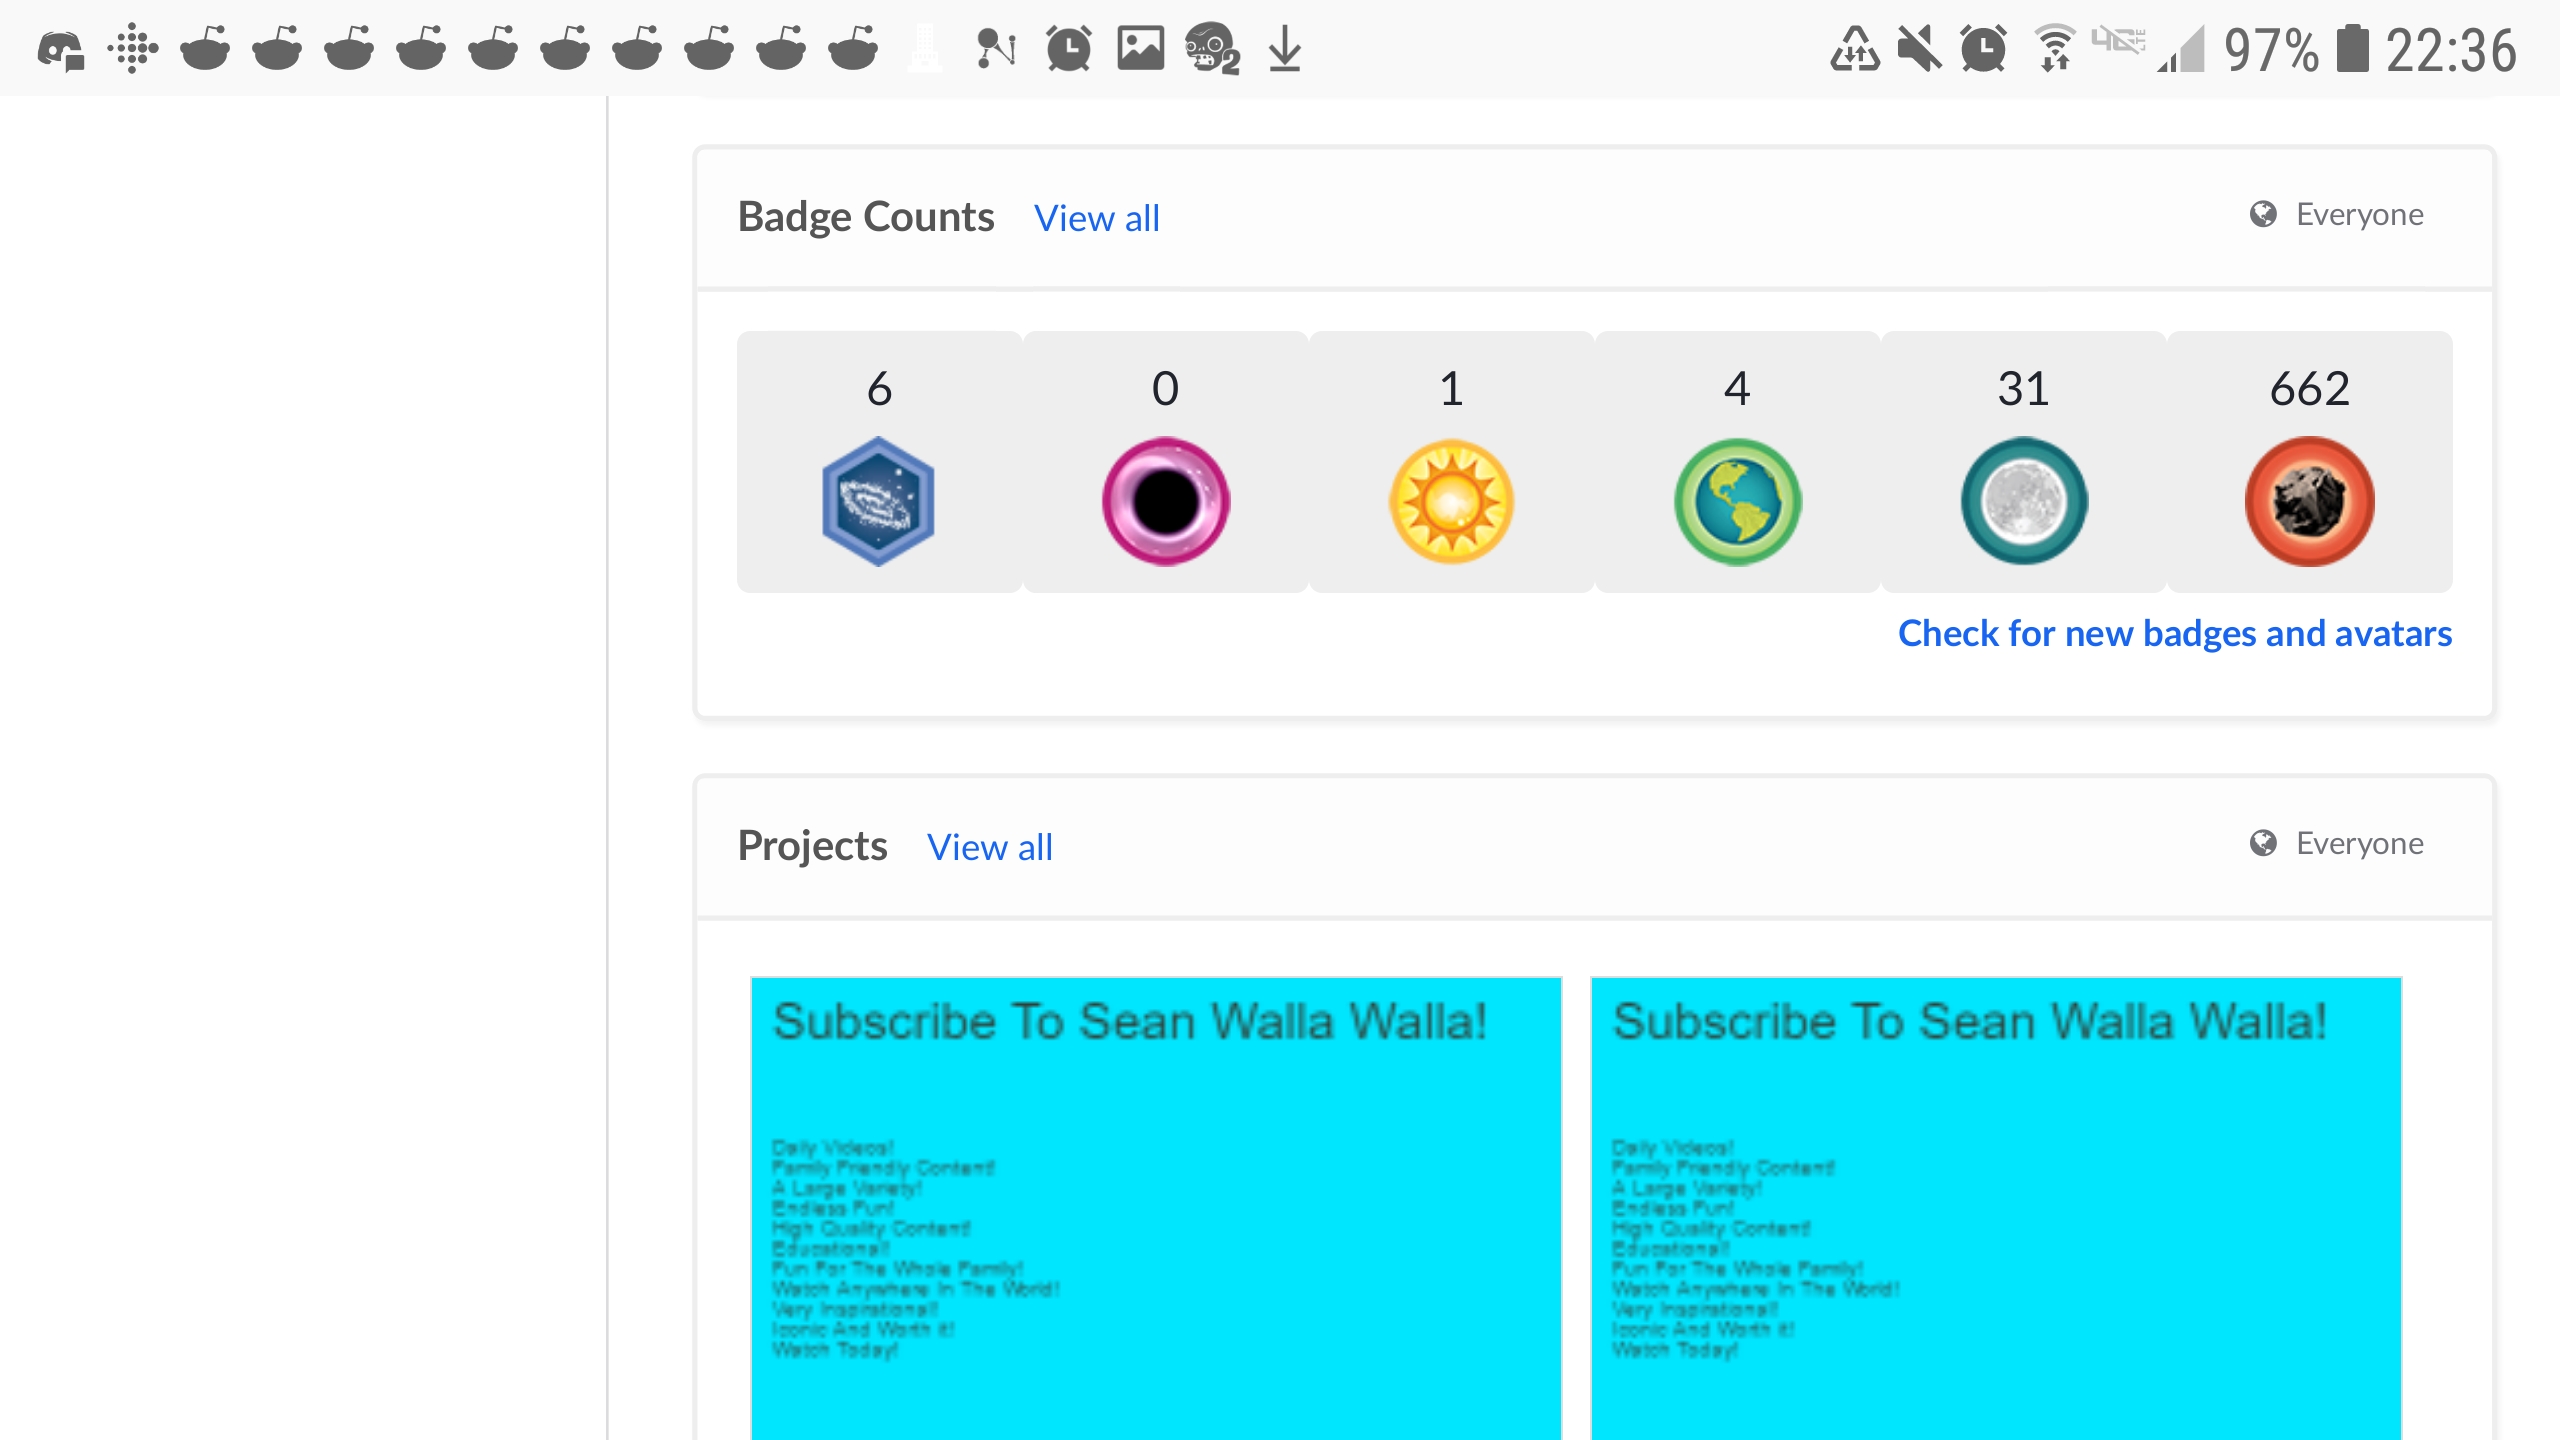 97% 22:36
Badge Counts View all Everyone
6 0 1 4 31 662
Check for new badges and avatars
Projects View all Everyone
Subscribe To Sean Walla Walla! Subscribe To Sean Walla Walla!
Daily Videos! Daily Videos!
Family Friendly Content! Family Friendly Content!
A Large Variety! A Large Variety!
Endless Fun! Endless Fun!
High Quality Content! High Quality Content!
Educational! Educational!
Fun For The Whole Family! Fun For The Whole Family!
Watch Anywhere In The World! Watch Anywhere In The World!
Very Inspirational! Very Inspirational!
Iconic And Worth it! Iconic And Worth it!
Watch Today! Watch Today!